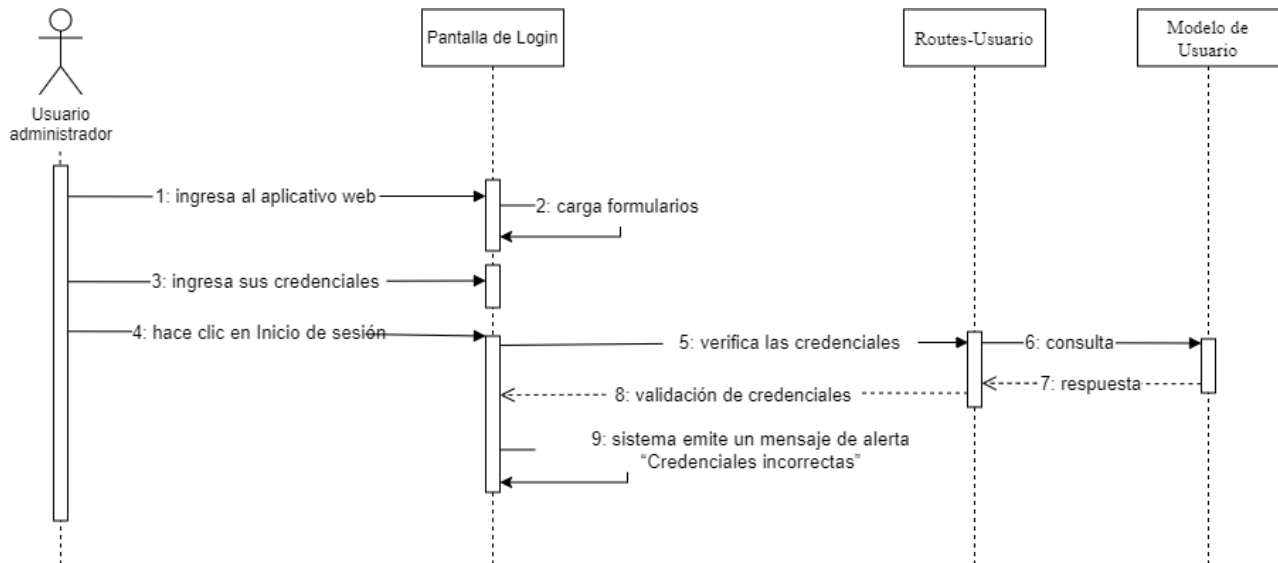 Pantalla de Login
Routes-Usuario
Modelo de
Usuario
Usuario
administrador
1: ingresa al aplicativo web
2: carga formularios
3: ingresa sus credenciales
4: hace clic en Inicio de sesión
5: verifica las credenciales
6: consulta
7: respuesta
8: validación de credenciales
9: sistema emite un mensaje de alerta
“Credenciales incorrectas”